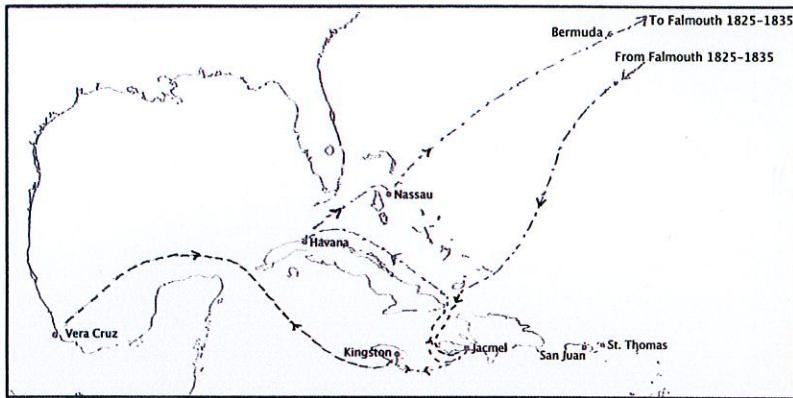 To Falmouth 1825-1835
Bermuda
From Falmouth 1825-1835
Nassau
Havana
Vera Cruz
Kingston
Jacmel
San Juan
St. Thomas